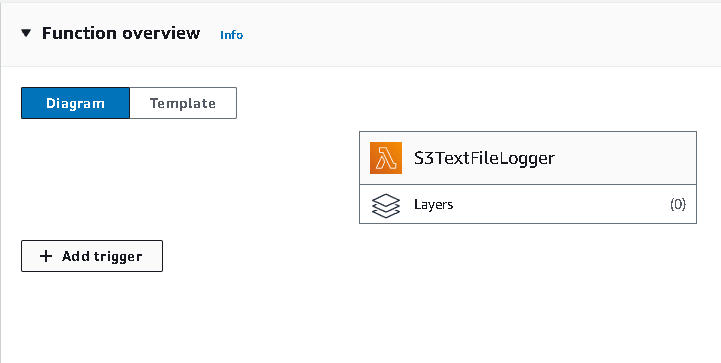 ▼ Function overview Info
Diagram Template
S3TextFileLogger
Layers (0)
+ Add trigger